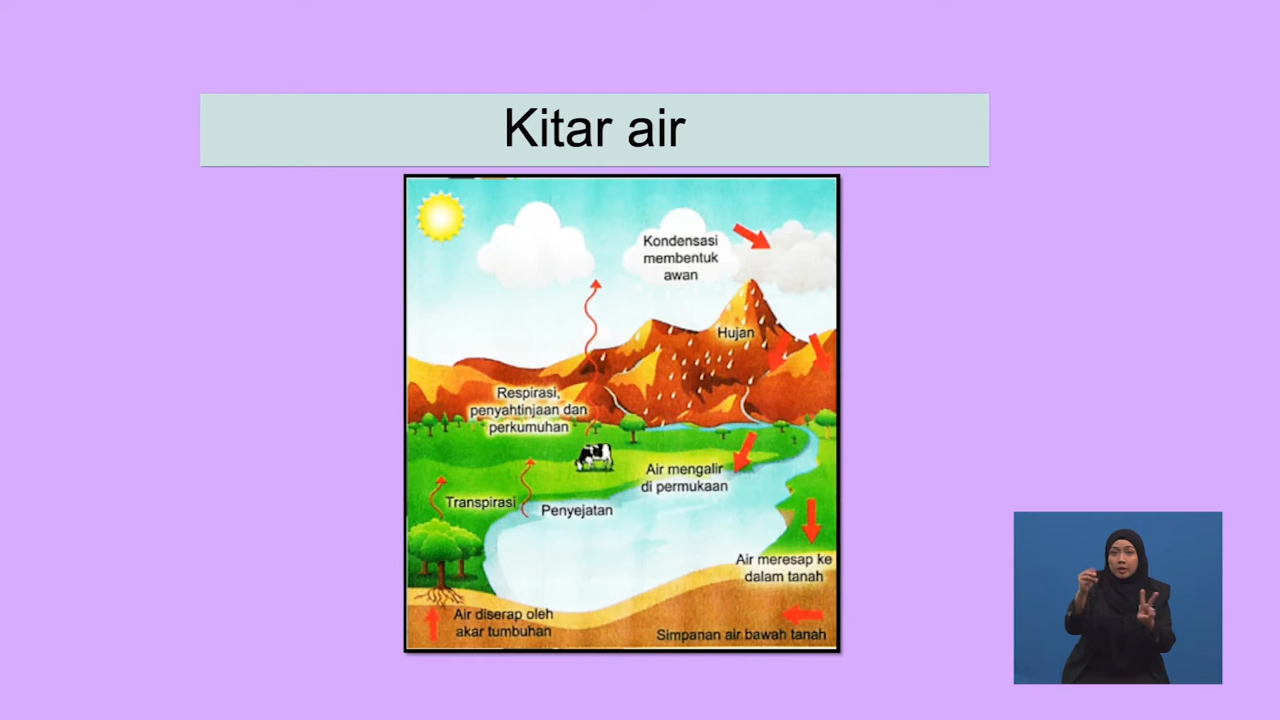 Kitar air
Kondensasi
membentuk
awan
Hujan
Respirasi,
penyahtinjaan dan
perkumuhan
Air mengalir
di permukaan
Transpirasi
Penyejatan
Air meresap ke
dalam tanah
Air diserap oleh
akar tumbuhan
Simpanan air bawah tanah